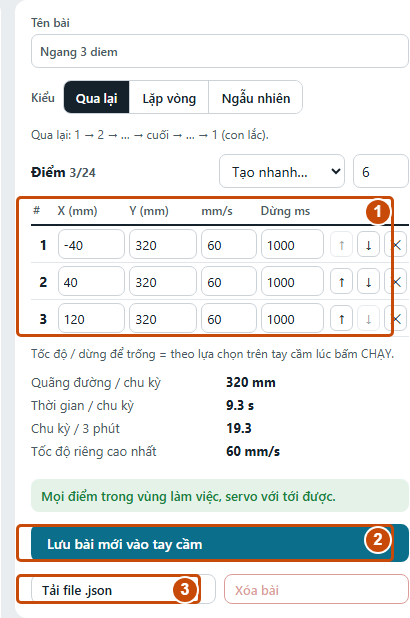 Tên bài
Ngang 3 diem
Kiểu Qua lại Lặp vòng Ngẫu nhiên
Qua lại: 1 → 2 → ... → cuối → ... → 1 (con lắc).
Điểm 3/24 Tạo nhanh... 6
# X (mm) Y (mm) mm/s Dừng ms 1
1 -40 320 60 1000 ↑ ↓ ×
2 40 320 60 1000 ↑ ↓ ×
3 120 320 60 1000 ↑ ↓ ×
Tốc độ / dừng để trống = theo lựa chọn trên tay cầm lúc bấm CHẠY.
Quãng đường / chu kỳ 320 mm
Thời gian / chu kỳ 9.3 s
Chu kỳ / 3 phút 19.3
Tốc độ riêng cao nhất 60 mm/s
Mọi điểm trong vùng làm việc, servo với tới được.
Lưu bài mới vào tay cầm 2
Tải file .json 3 Xóa bài